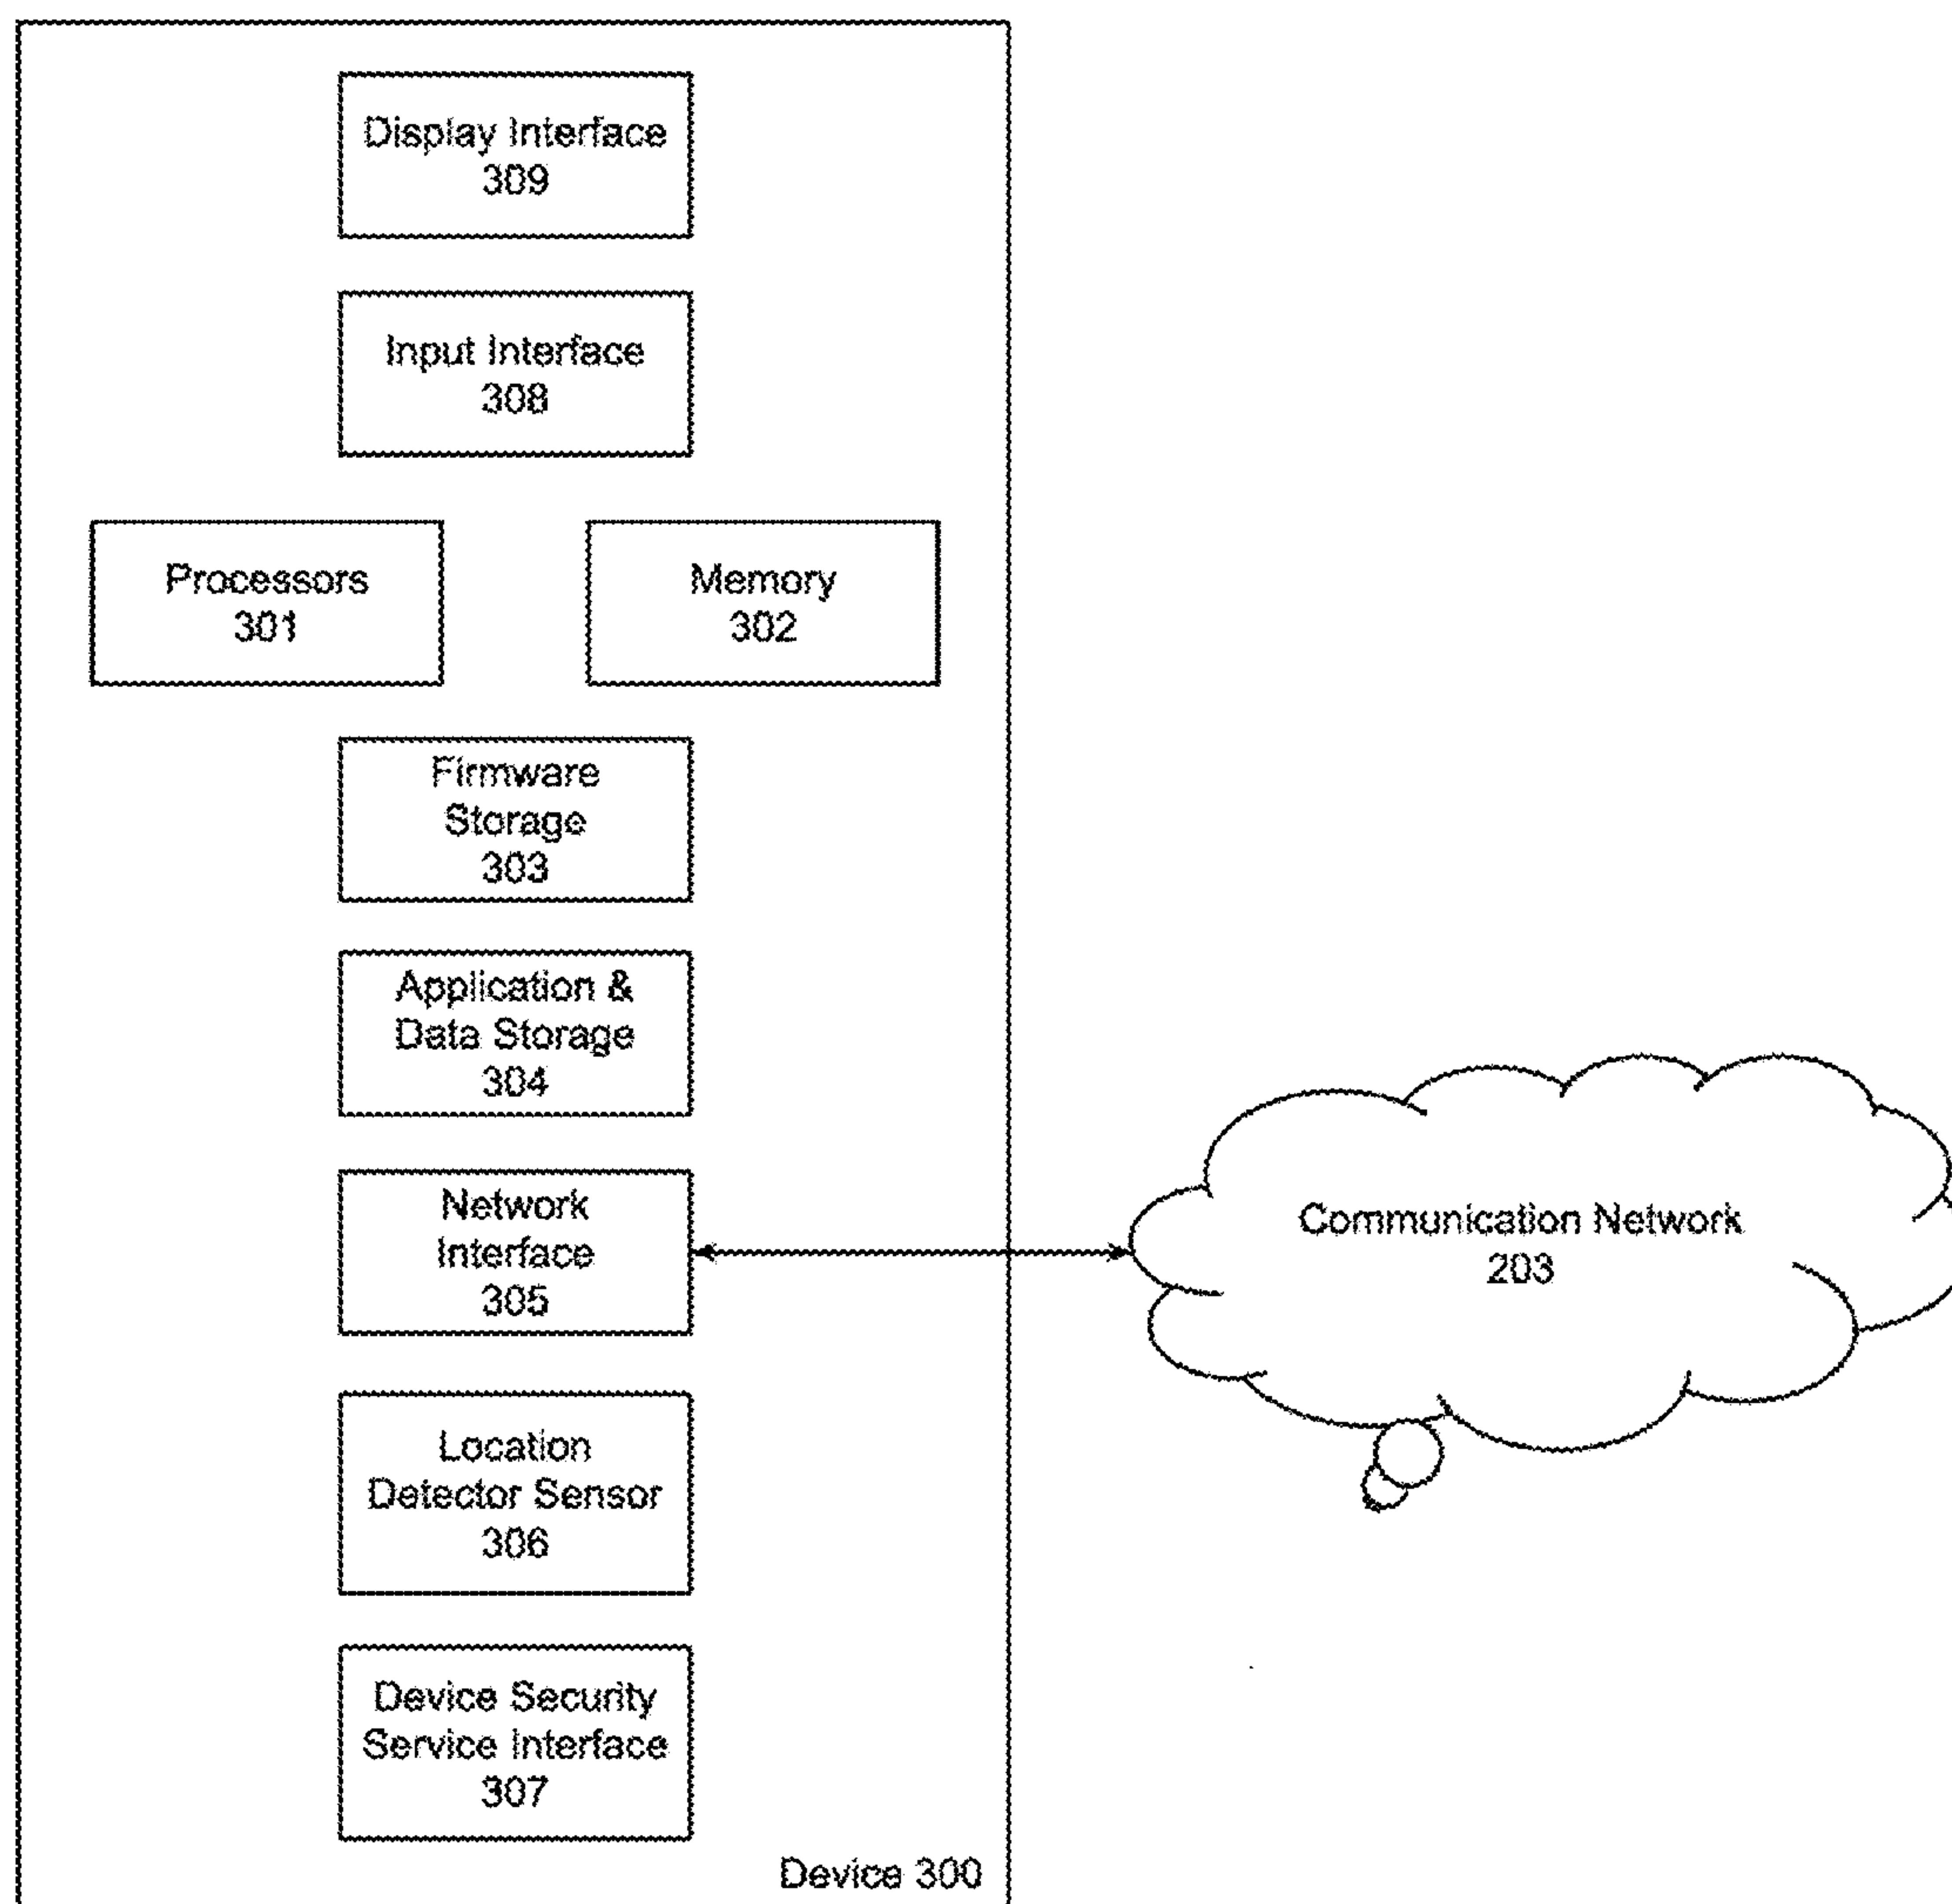 Display Interface
309
Input Interface
308
Processors
301
Memory
302
Firmware
Storage
303
Application &
Data Storage
304
Network
Interface
305
Communication Network
203
Location
Detector Sensor
306
Device Security
Service Interface
307
Device 300